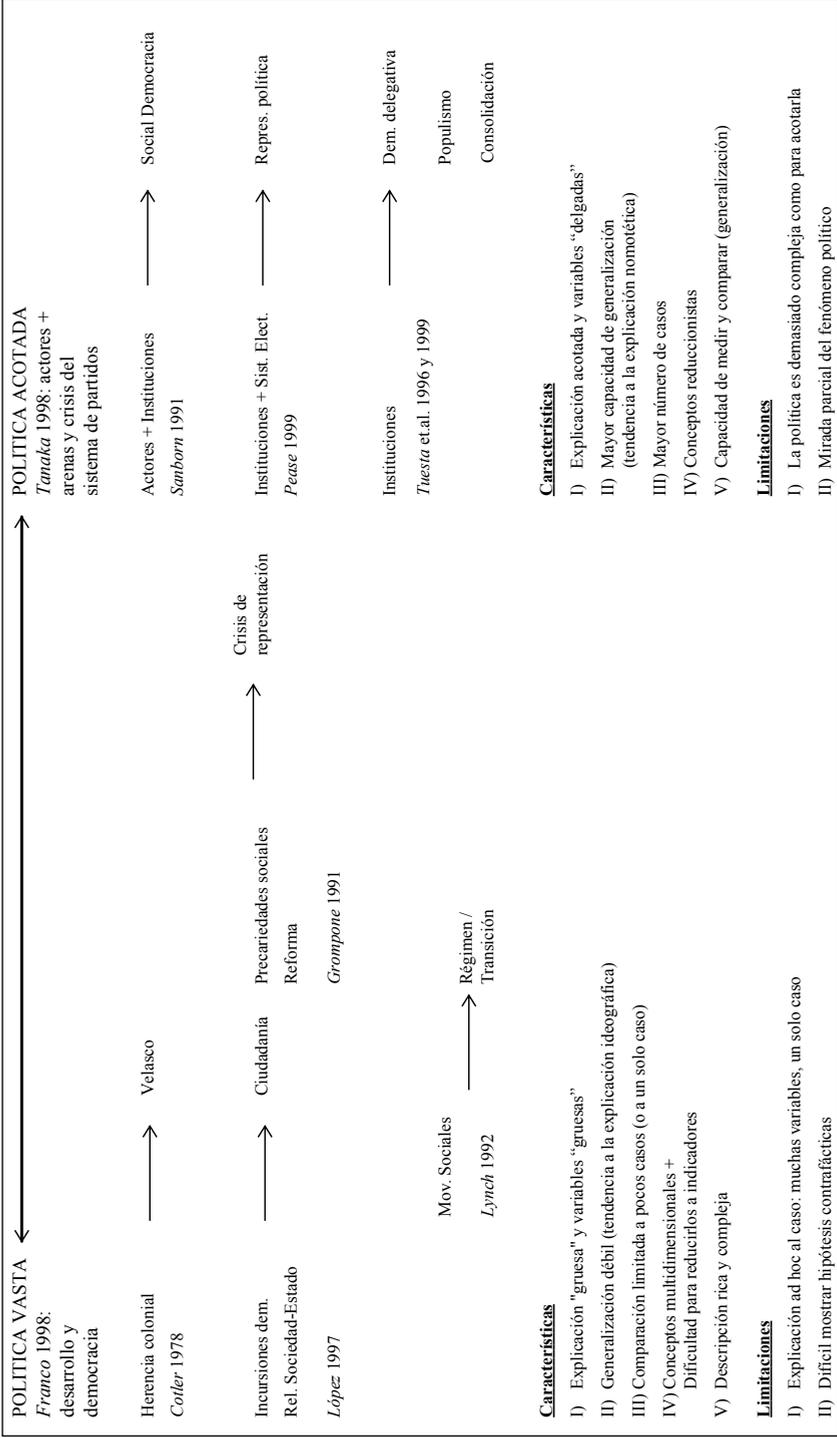 POLITICA VASTA
Franco 1998:
desarrollo y
democracia
POLITICA ACOTADA
Tanaka 1998: actores +
arenas y crisis del
sistema de partidos
Herencia colonial
Velasco
Cotler 1978
Actores + Instituciones
Social Democracia
Sanborn 1991
Incursiones dem.
Rel. Sociedad-Estado
Ciudadanía
López 1997
Precariedades sociales
Reforma
Grompone 1991
Crisis de
representación
Instituciones + Sist. Elect.
Repres. política
Pease 1999
Mov. Sociales
Lynch 1992
Régimen /
Transición
Instituciones
Tuesta et.al. 1996 y 1999
Dem. delegativa
Populismo
Consolidación
Características
I) Explicación "gruesa" y variables “gruesas”
II) Generalización débil (tendencia a la explicación ideográfica)
III) Comparación limitada a pocos casos (o a un solo caso)
IV) Conceptos multidimensionales +
Dificultad para reducirlos a indicadores
V) Descripción rica y compleja
Limitaciones
I) Explicación ad hoc al caso: muchas variables, un solo caso
II) Difícil mostrar hipótesis contrafácticas
Características
I) Explicación acotada y variables “delgadas”
II) Mayor capacidad de generalización
(tendencia a la explicación nomotética)
III) Mayor número de casos
IV) Conceptos reduccionistas
V) Capacidad de medir y comparar (generalización)
Limitaciones
I) La política es demasiado compleja como para acotarla
II) Mirada parcial del fenómeno político